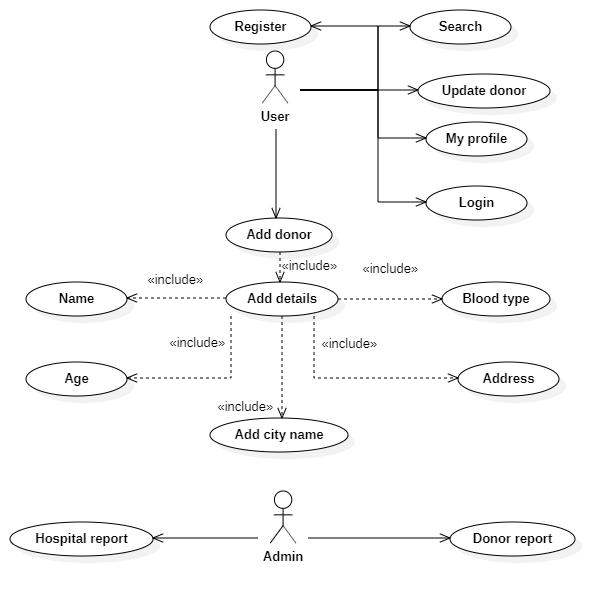 Register
Search
Update donor
User
My profile
Login
Add donor
«include»
«include»
«include»
Name
Add details
Blood type
«include»
«include»
Age
Address
«include»
Add city name
Hospital report
Donor report
Admin